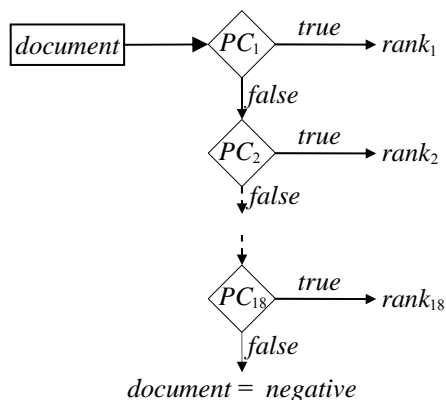 document PC₁ true rank₁
false
PC₂ true rank₂
false
PC₁₈ true rank₁₈
false
document = negative